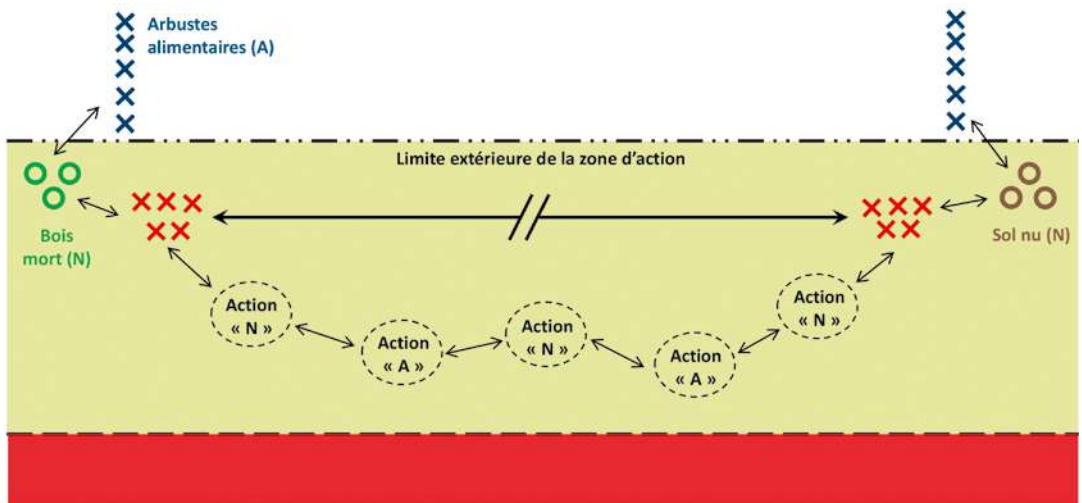 Arbustes
alimentaires (A)
Limite extérieure de la zone d'action
Bois
mort (N)
Sol nu (N)
Action
« N »
Action
« A »
Action
« N »
Action
« A »
Action
« N »